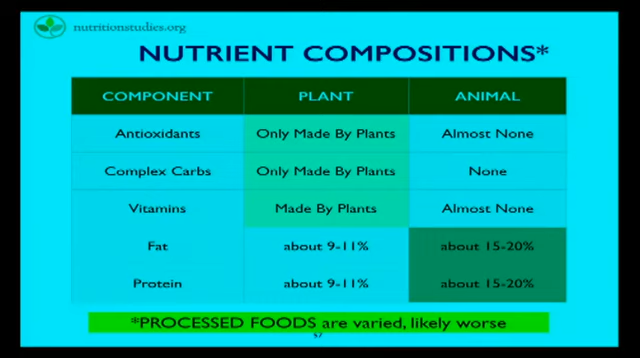 nutritionstudies.org
NUTRIENT COMPOSITIONS*
COMPONENT PLANT ANIMAL
Antioxidants Only Made By Plants Almost None
Complex Carbs Only Made By Plants None
Vitamins Made By Plants Almost None
Fat about 9-11% about 15-20%
Protein about 9-11% about 15-20%
*PROCESSED FOODS are varied, likely worse